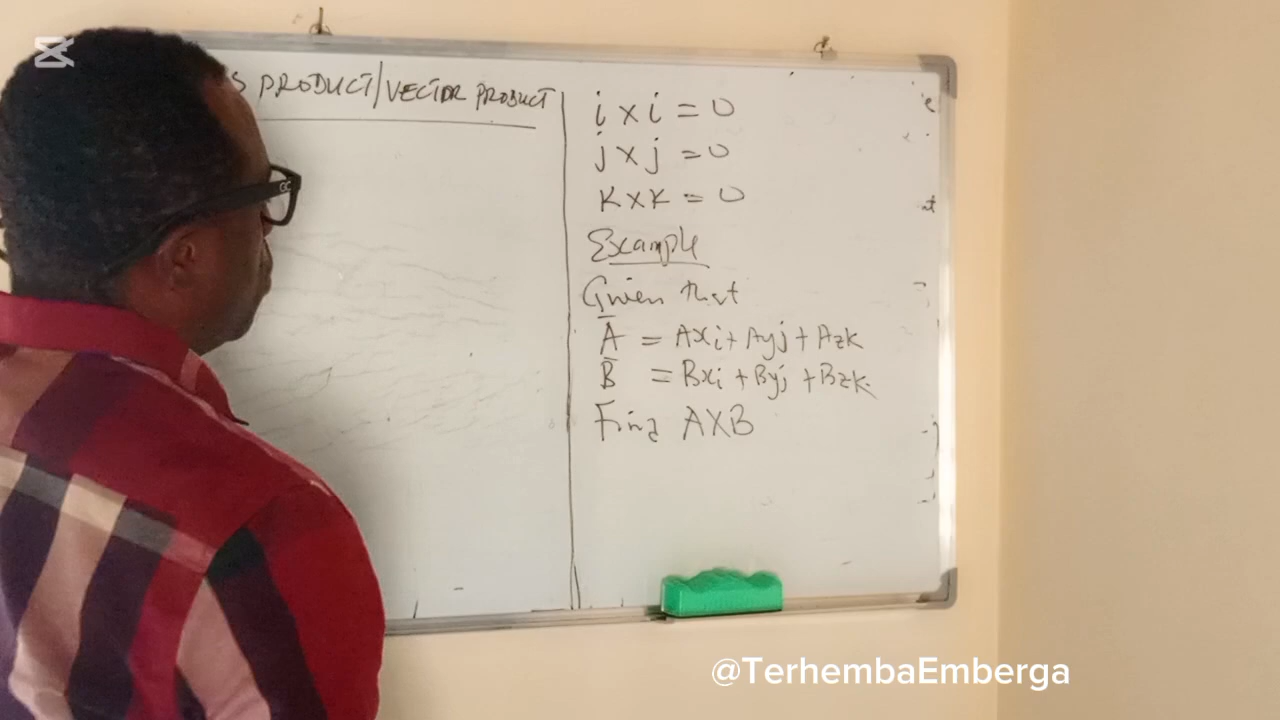 S PRODUCT/VECTOR PRODUCT
i x i = 0
j x j = 0
K x K = 0
Example
Given that
A̅ = Axi + Ayj + Azk
B̅ = Bxi + Byj + Bzk
Find AXB
@TerhembaEmberga